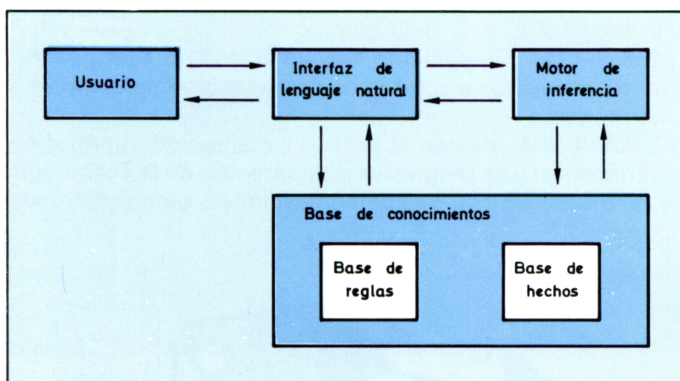 Usuario
Interfaz de
lenguaje natural
Motor de
inferencia
Base de conocimientos
Base de
reglas
Base de
hechos